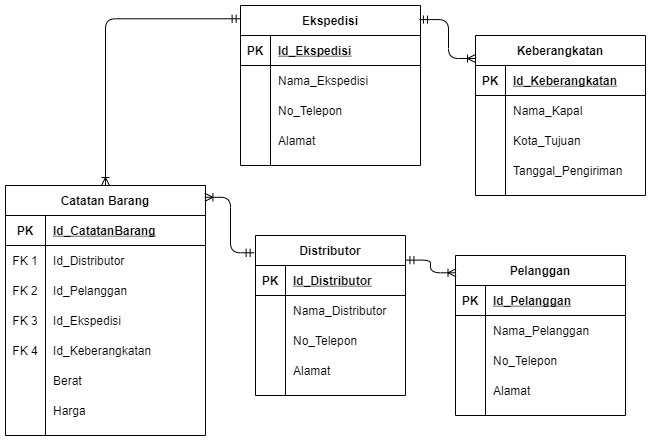 Ekspedisi
PK Id_Ekspedisi
Nama_Ekspedisi
No_Telepon
Alamat
Keberangkatan
PK Id_Keberangkatan
Nama_Kapal
Kota_Tujuan
Tanggal_Pengiriman
Catatan Barang
PK Id_CatatanBarang
FK 1 Id_Distributor
FK 2 Id_Pelanggan
FK 3 Id_Ekspedisi
FK 4 Id_Keberangkatan
Berat
Harga
Distributor
PK Id_Distributor
Nama_Distributor
No_Telepon
Alamat
Pelanggan
PK Id_Pelanggan
Nama_Pelanggan
No_Telepon
Alamat